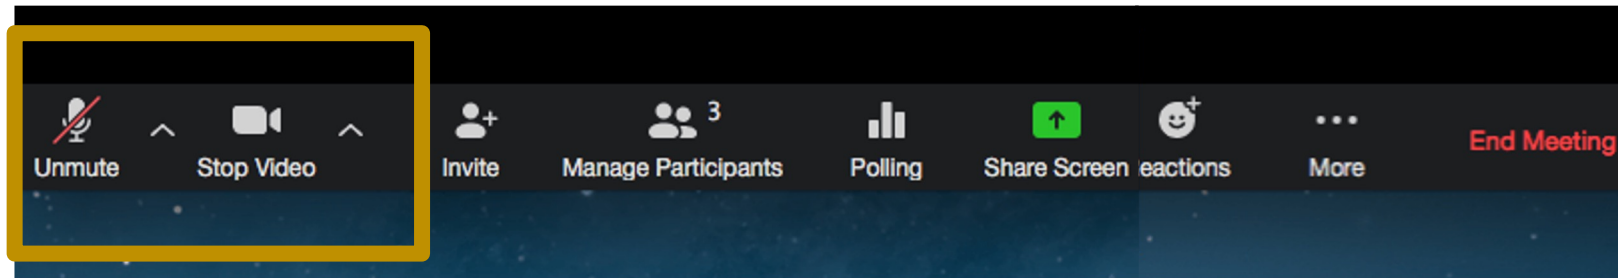 3
Unmute
Stop Video
Invite
Manage Participants
Polling
Share Screen
eactions
More
End Meeting